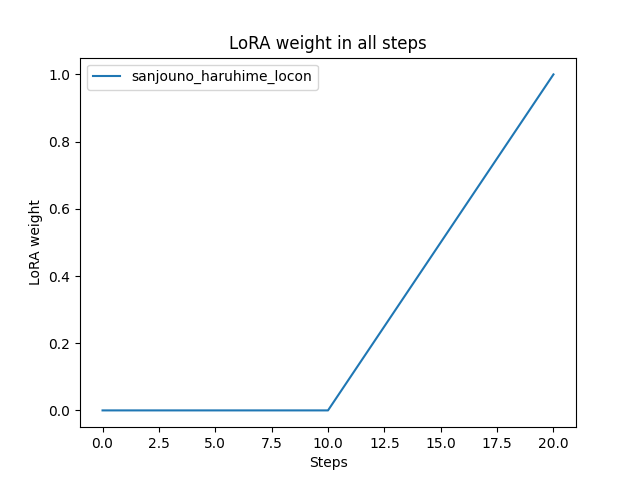 LoRA weight in all steps
sanjouno_haruhime_locon
1.0
0.8
0.6
0.4
0.2
0.0
LoRA weight
0.0 2.5 5.0 7.5 10.0 12.5 15.0 17.5 20.0
Steps